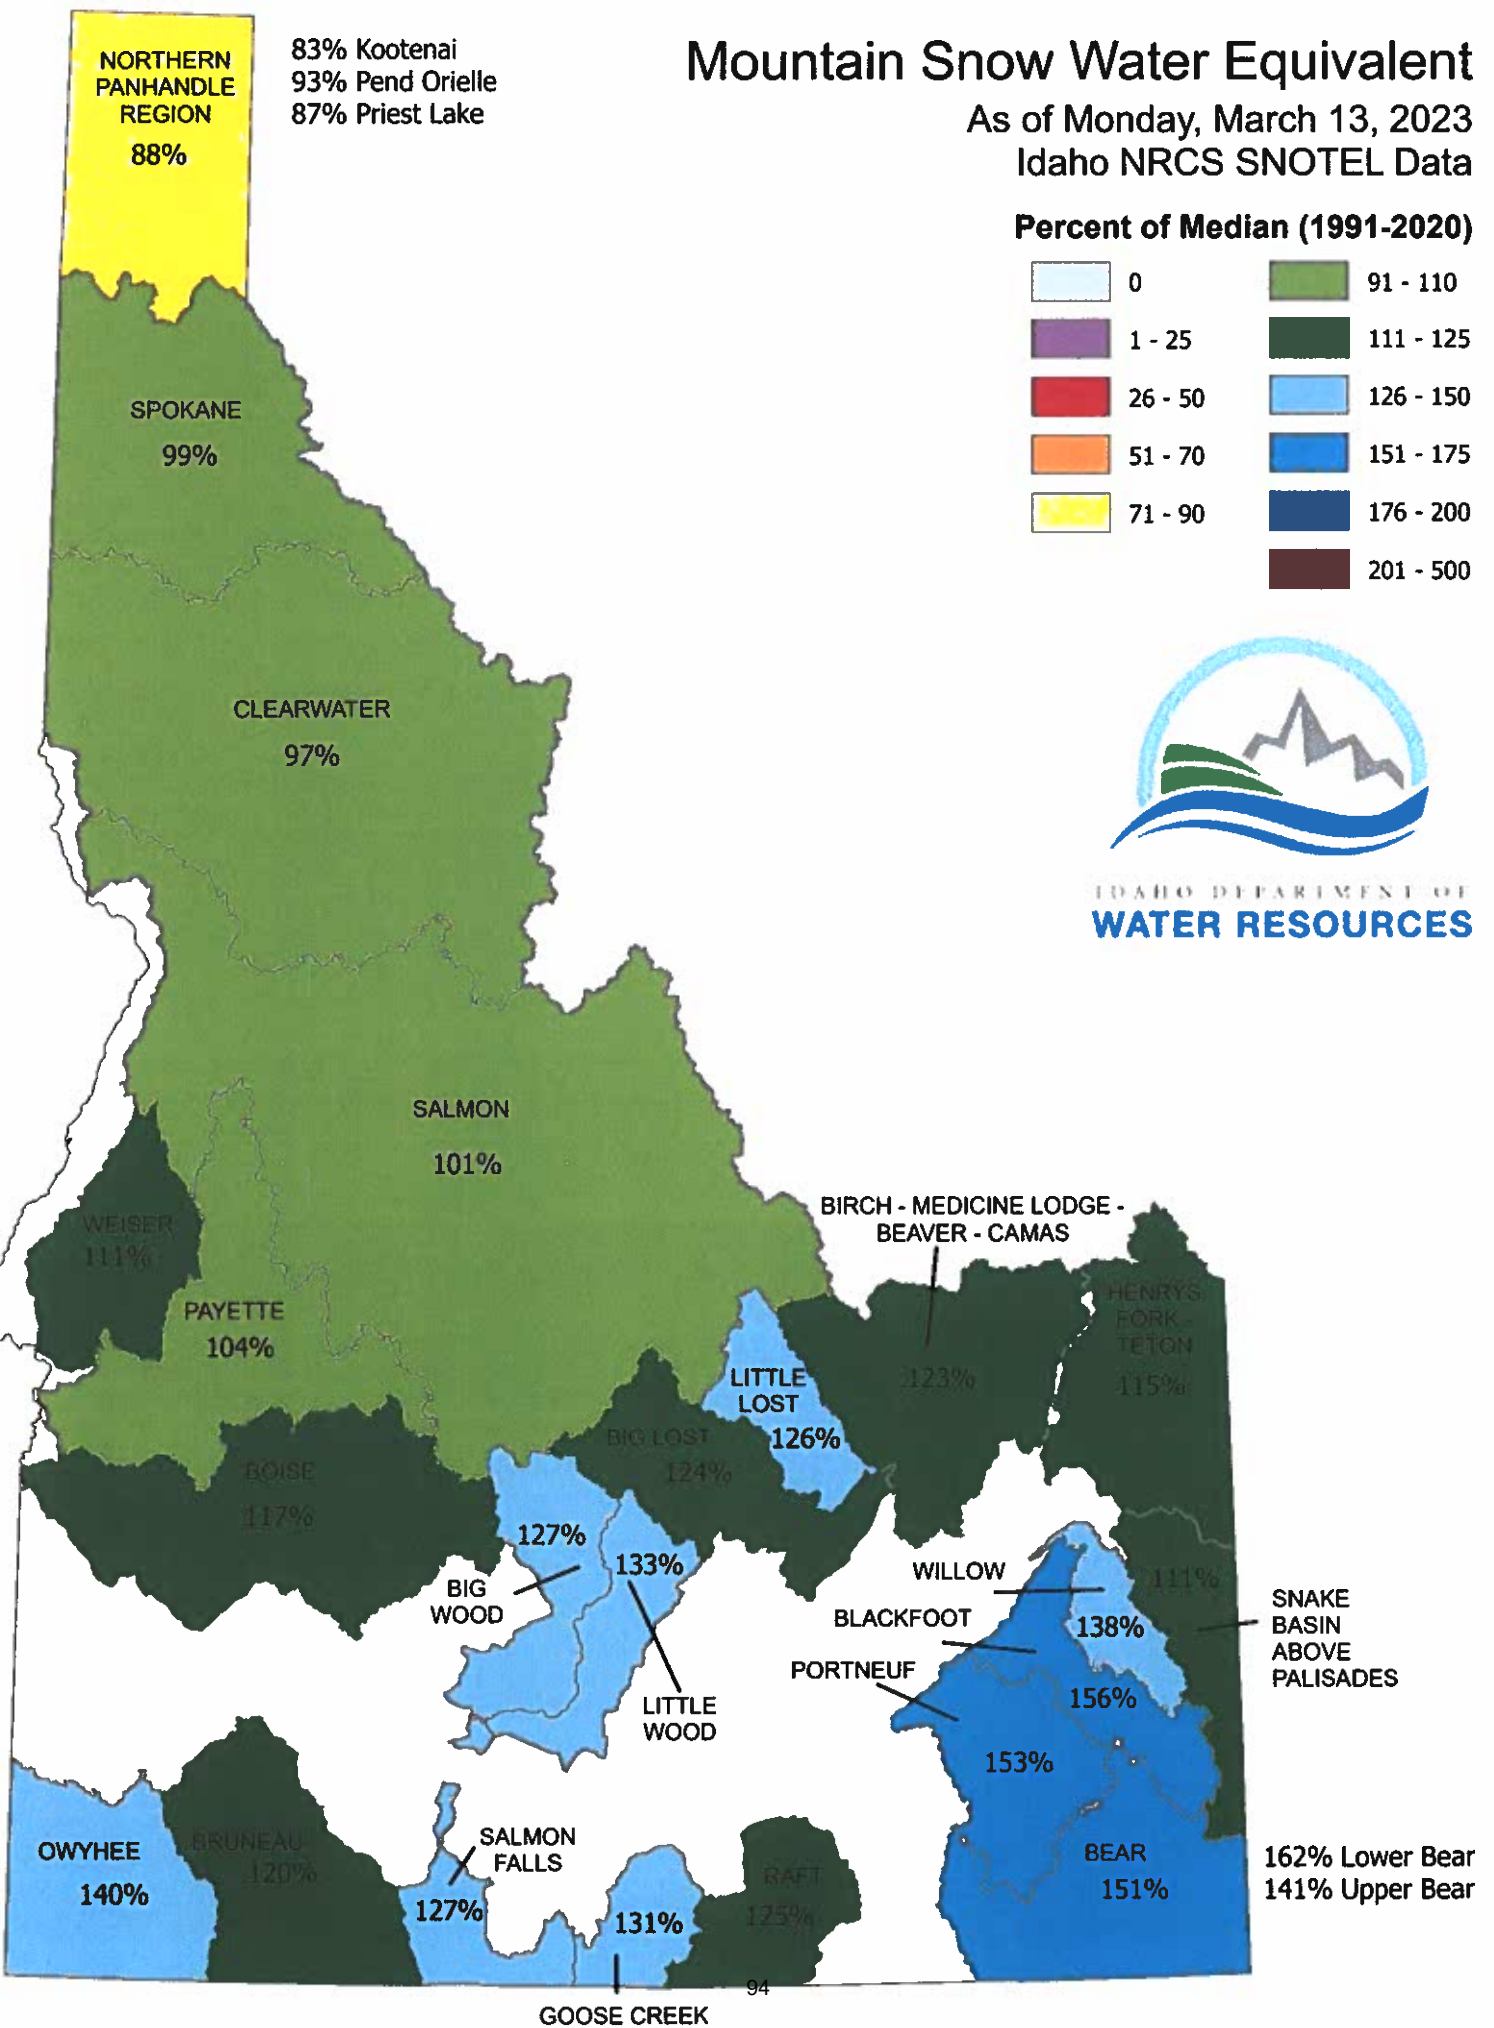 Mountain Snow Water Equivalent
As of Monday, March 13, 2023
Idaho NRCS SNOTEL Data
Percent of Median (1991-2020)
0
1 - 25
26 - 50
51 - 70
71 - 90
91 - 110
111 - 125
126 - 150
151 - 175
176 - 200
201 - 500
IDAHO DEPARTMENT OF
WATER RESOURCES
NORTHERN
PANHANDLE
REGION
88%
83% Kootenai
93% Pend Orielle
87% Priest Lake
SPOKANE
99%
CLEARWATER
97%
SALMON
101%
WEISER
111%
PAYETTE
104%
BOISE
117%
BIRCH - MEDICINE LODGE -
BEAVER - CAMAS
123%
HENRYS
FORK -
TETON
115%
LITTLE
LOST
126%
BIG LOST
124%
127%
BIG
WOOD
133%
LITTLE
WOOD
WILLOW
138%
BLACKFOOT
156%
PORTNEUF
153%
111%
SNAKE
BASIN
ABOVE
PALISADES
BEAR
151%
162% Lower Bear
141% Upper Bear
OWYHEE
140%
BRUNEAU
120%
SALMON
FALLS
127%
131%
GOOSE CREEK
RAFT
125%
94